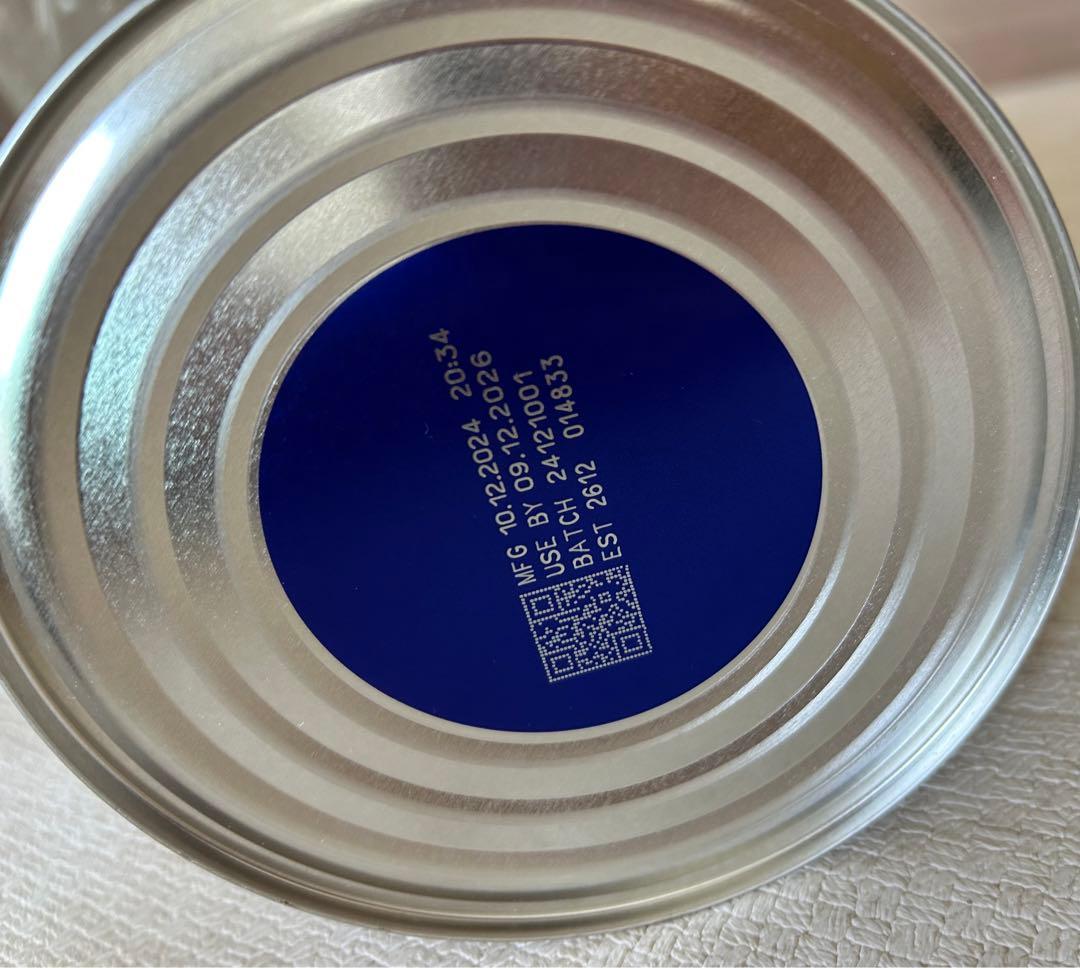 MFG 10.12.2024 20:34
USE BY 09.12.2026
BATCH 24121001
EST 2612 014833